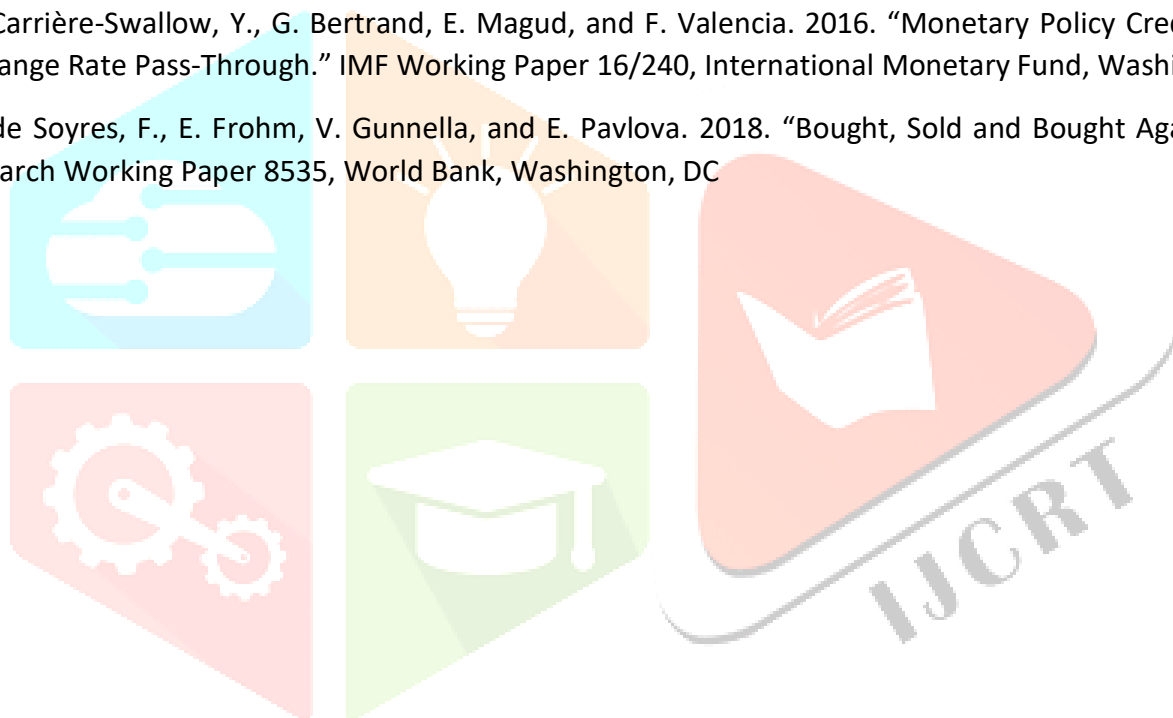 Carrière-Swallow, Y., G. Bertrand, E. Magud, and F. Valencia. 2016. “Monetary Policy Cred
ange Rate Pass-Through.” IMF Working Paper 16/240, International Monetary Fund, Washi
de Soyres, F., E. Frohm, V. Gunnella, and E. Pavlova. 2018. “Bought, Sold and Bought Aga
arch Working Paper 8535, World Bank, Washington, DC
IJCRT